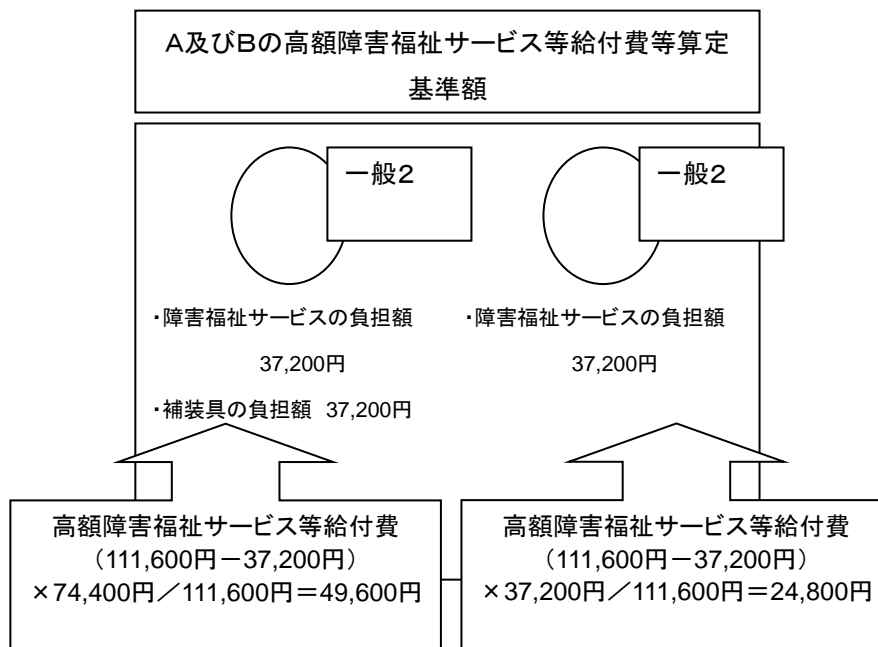 A及びBの高額障害福祉サービス等給付費等算定
基準額
一般2
一般2
・障害福祉サービスの負担額
37,200円
・補装具の負担額 37,200円
・障害福祉サービスの負担額
37,200円
高額障害福祉サービス等給付費
（111,600円－37,200円）
×74,400円／111,600円＝49,600円
高額障害福祉サービス等給付費
（111,600円－37,200円）
×37,200円／111,600円＝24,800円